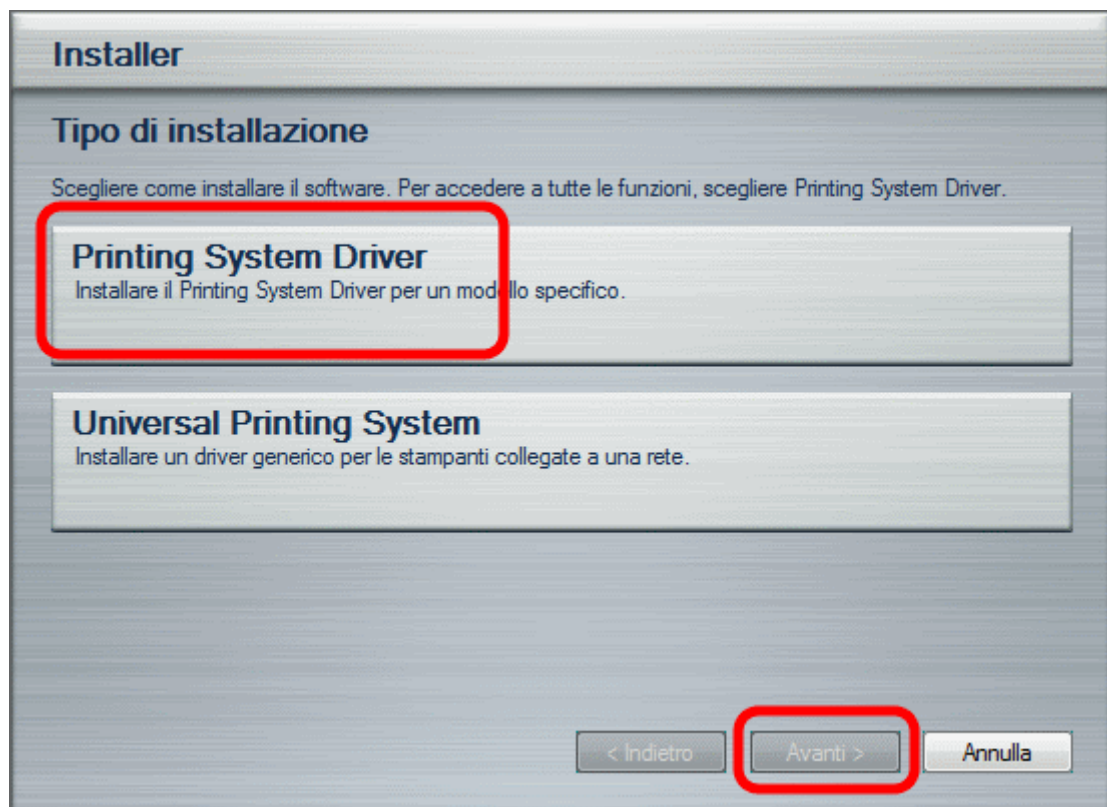 Installer
Tipo di installazione
Scegliere come installare il software. Per accedere a tutte le funzioni, scegliere Printing System Driver.
Printing System Driver
Installare il Printing System Driver per un modello specifico.
Universal Printing System
Installare un driver generico per le stampanti collegate a una rete.
< Indietro
Avanti >
Annulla